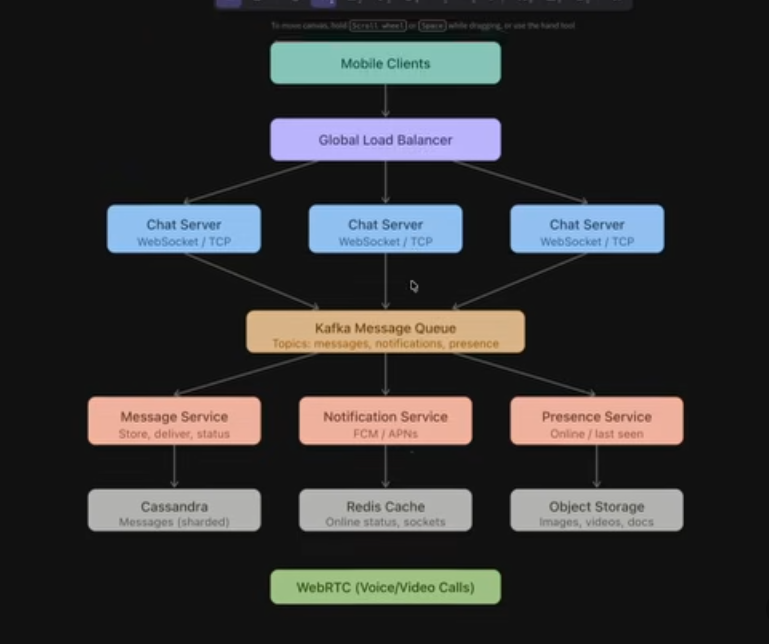 To move canvas, hold Scroll wheel or Space while dragging, or use the hand tool
Mobile Clients
Global Load Balancer
Chat Server
WebSocket / TCP
Chat Server
WebSocket / TCP
Chat Server
WebSocket / TCP
Kafka Message Queue
Topics: messages, notifications, presence
Message Service
Store, deliver, status
Notification Service
FCM / APNs
Presence Service
Online / last seen
Cassandra
Messages (sharded)
Redis Cache
Online status, sockets
Object Storage
Images, videos, docs
WebRTC (Voice/Video Calls)